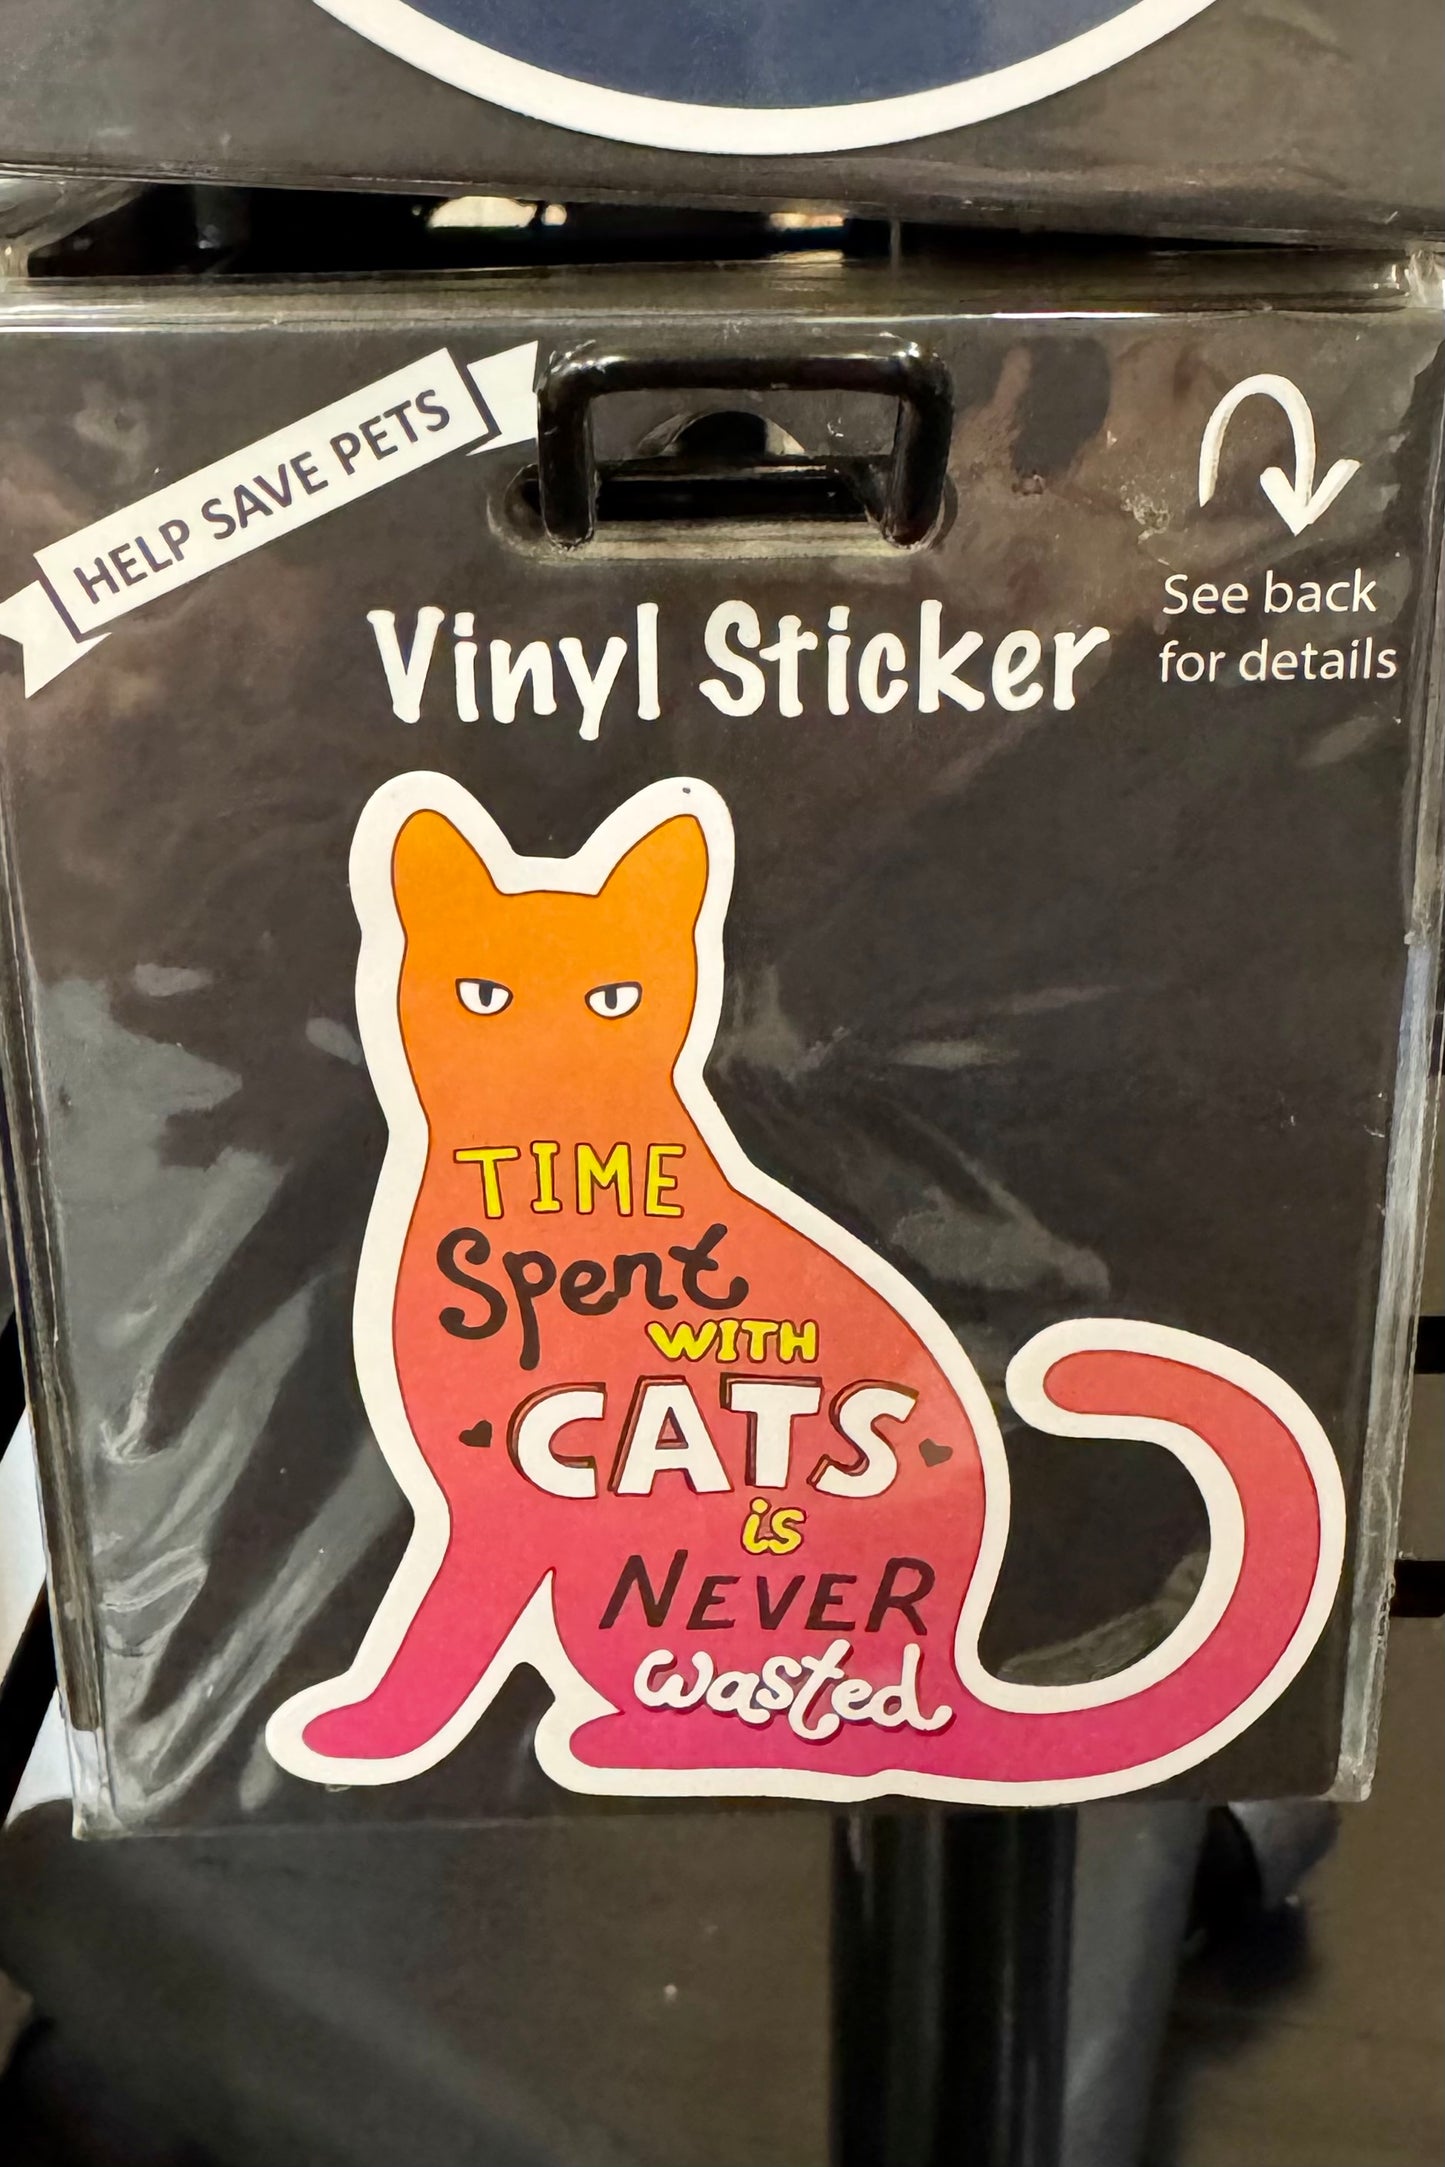 HELP SAVE PETS
See back
for details
Vinyl Sticker
TIME
Spent
WITH
CATS
is
NEVER
wasted